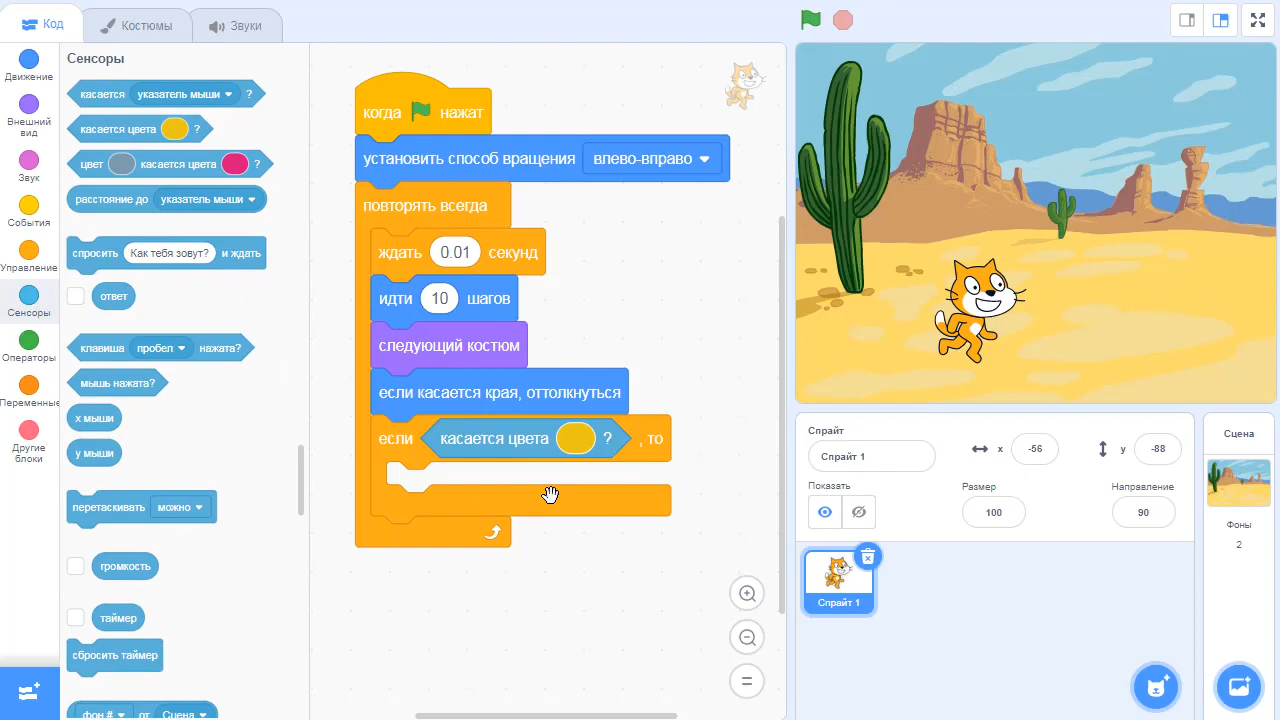 Код
Костюмы
Звуки
Движение
Внешний
вид
Звук
События
Управление
Сенсоры
Операторы
Переменные
Другие
блоки
Сенсоры
касается указатель мыши ?
касается цвета ?
цвет касается цвета ?
расстояние до указатель мыши
спросить Как тебя зовут? и ждать
ответ
клавиша пробел нажата?
мышь нажата?
x мыши
y мыши
перетаскивать можно
громкость
таймер
сбросить таймер
фон # от Сцена
когда нажат
установить способ вращения влево-вправо
повторять всегда
ждать 0.01 секунд
идти 10 шагов
следующий костюм
если касается края, оттолкнуться
если касается цвета ? , то
Спрайт
Спрайт 1
x -56
y -88
Показать
Размер
100
Направление
90
Спрайт 1
Сцена
Фоны
2